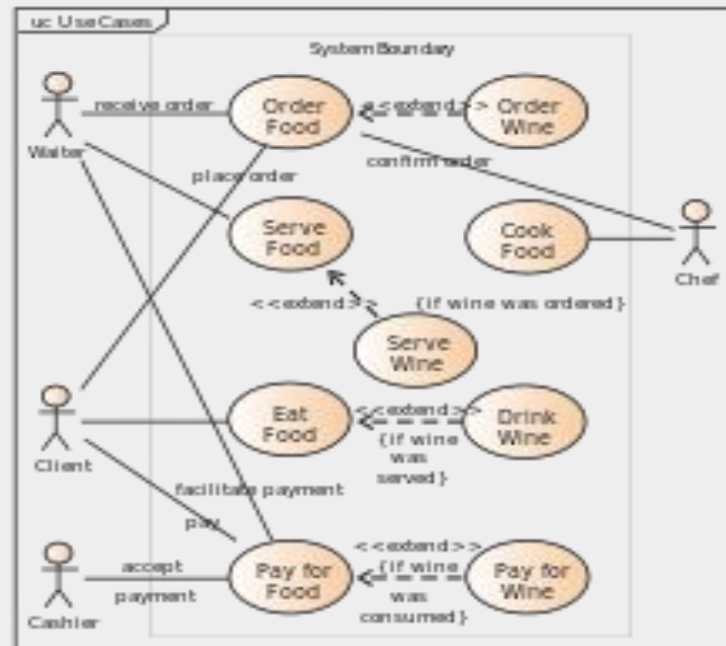 uc UseCases
System Boundary
receive order
Order
Food
<<extend>>
Order
Wine
Waiter
place order
confirm order
Serve
Food
Cook
Food
Chef
<<extend>>
{if wine was ordered}
Serve
Wine
Eat
Food
<<extend>>
{if wine
was
served}
Drink
Wine
Client
facilitate payment
pay
accept
payment
Pay for
Food
<<extend>>
{if wine
was
consumed}
Pay for
Wine
Cashier